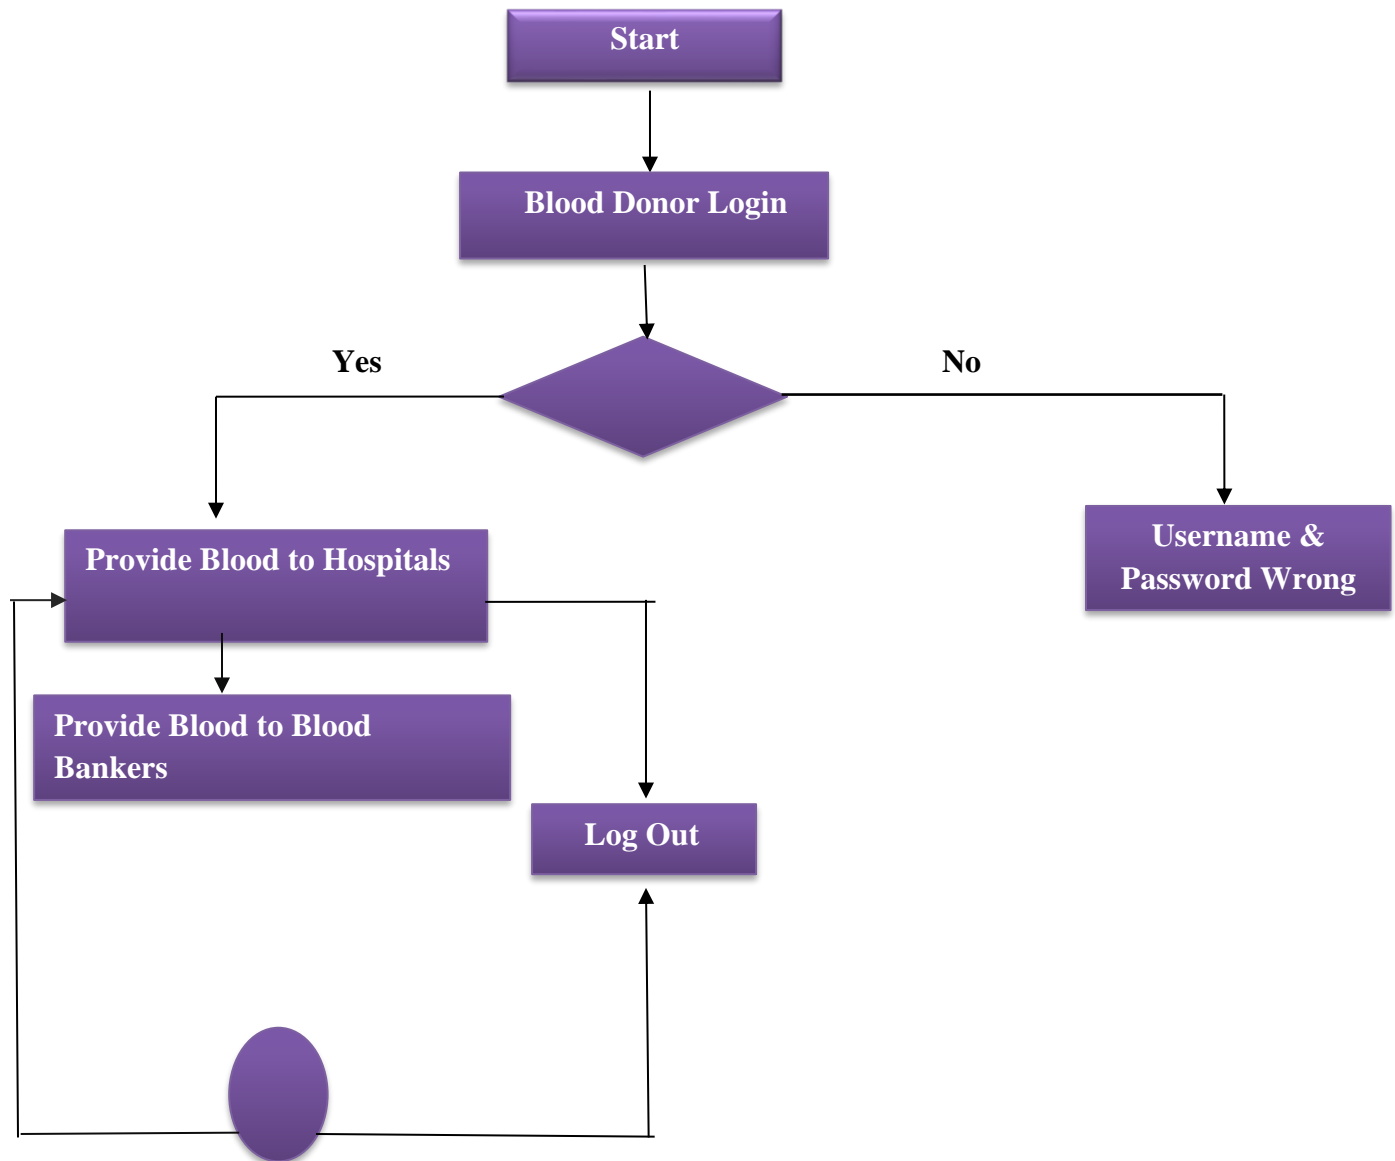 Start
Blood Donor Login
Yes
No
Provide Blood to Hospitals
Username &
Password Wrong
Provide Blood to Blood
Bankers
Log Out